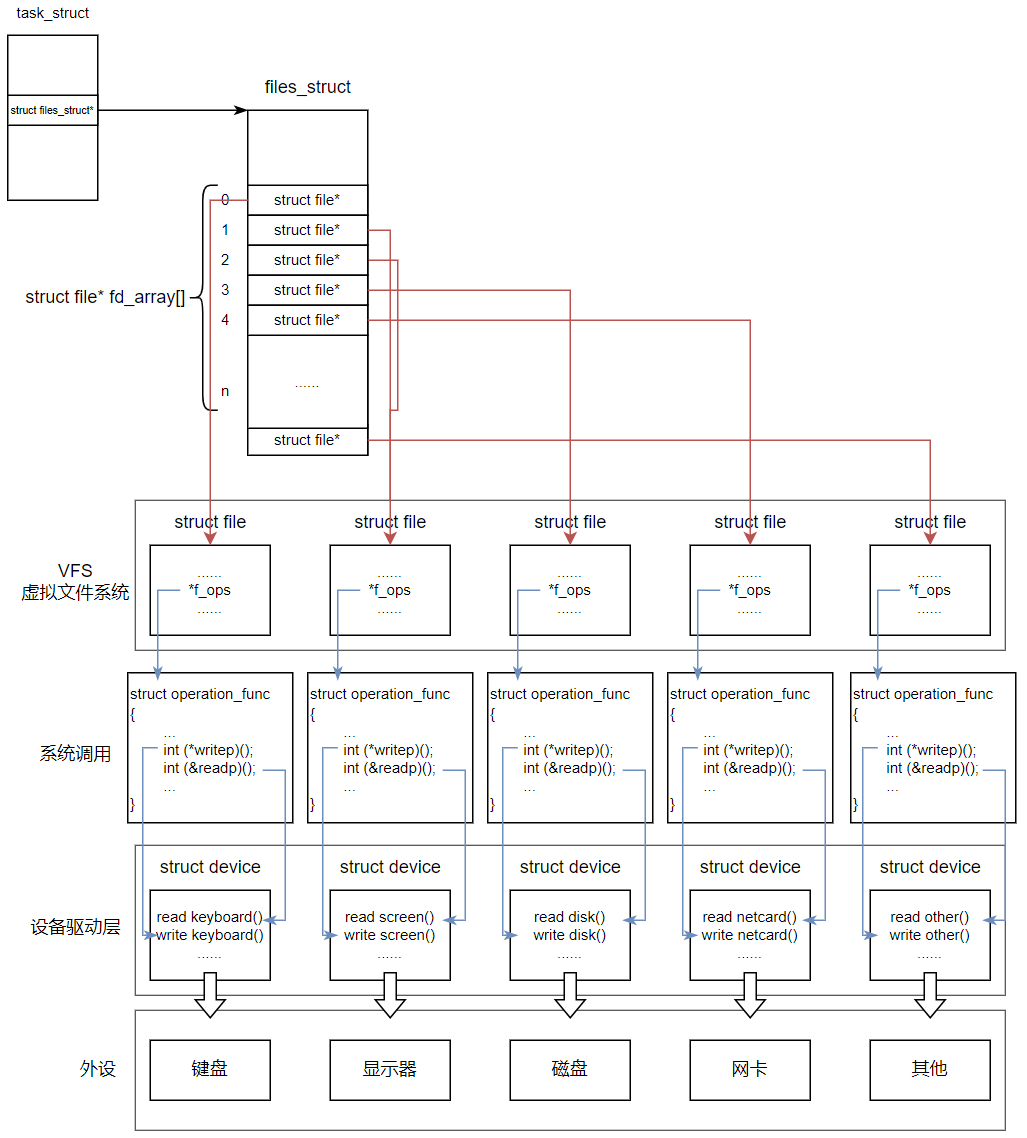 task_struct
struct files_struct*
files_struct
struct file* fd_array[]
0
struct file*
1
struct file*
2
struct file*
3
struct file*
4
struct file*
n
......
struct file*
VFS
虚拟文件系统
struct file
struct file
struct file
struct file
struct file
......
*f_ops
......
......
*f_ops
......
......
*f_ops
......
......
*f_ops
......
......
*f_ops
......
系统调用
struct operation_func
{
...
int (*writep)();
int (&readp)();
...
}
struct operation_func
{
...
int (*writep)();
int (&readp)();
...
}
struct operation_func
{
...
int (*writep)();
int (&readp)();
...
}
struct operation_func
{
...
int (*writep)();
int (&readp)();
...
}
struct operation_func
{
...
int (*writep)();
int (&readp)();
...
}
设备驱动层
struct device
struct device
struct device
struct device
struct device
read keyboard()
write keyboard()
......
read screen()
write screen()
......
read disk()
write disk()
......
read netcard()
write netcard()
......
read other()
write other()
......
外设
键盘
显示器
磁盘
网卡
其他